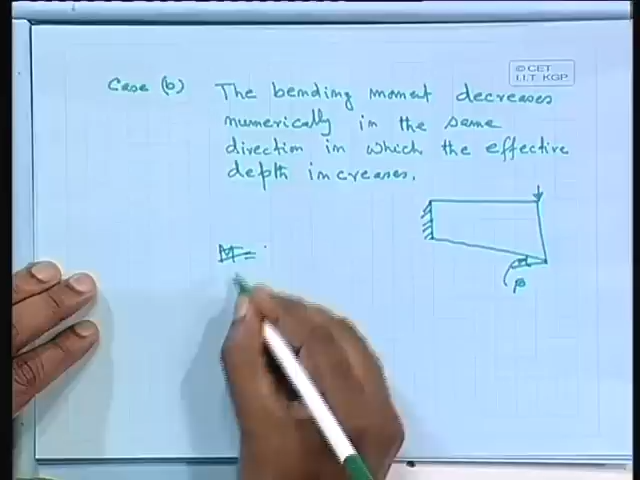 © CET
I.I.T. KGP
Case (b) The bending moment decreases
numerically in the same
direction in which the effective
depth increases.
M=
β